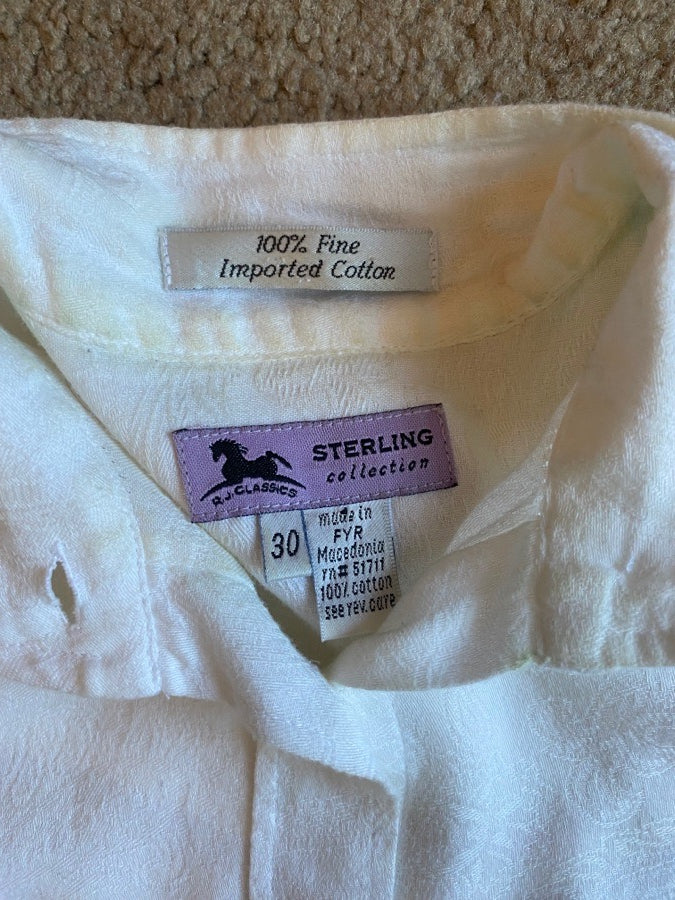 100% Fine
Imported Cotton
STERLING
collection
R.J. CLASSICS
30
made in
FYR
Macedonia
rn# 51711
100% cotton
see rev. care